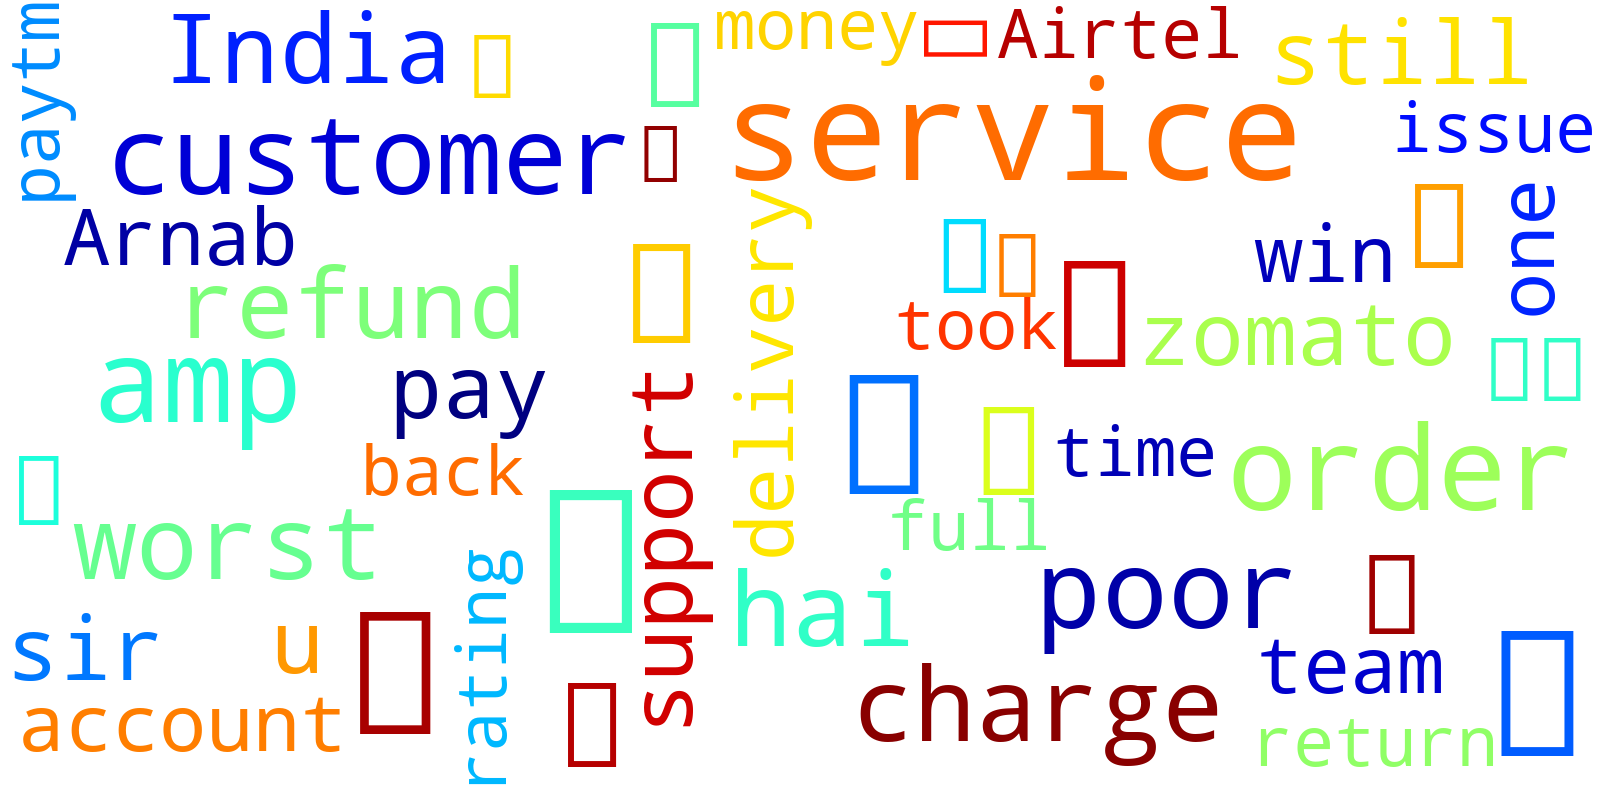 paytm
India
money
Airtel
still
customer
service
issue
Arnab
delivery
win
one
refund
took
zomato
amp
pay
support
time
order
back
full
worst
rating
hai
poor
sir
u
team
account
charge
return